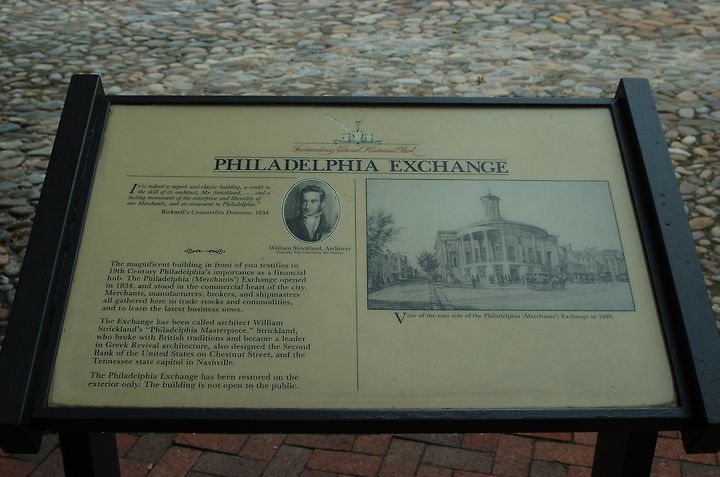 Independence National Historical Park
PHILADELPHIA EXCHANGE
It is indeed a superb and classic building, a credit to
the skill of its architect, Mr. Strickland, . . . and a
lasting monument of the enterprise and liberality of
our Merchants, and an ornament to Philadelphia."
Bicknell's Counterfeit Detector, 1834
William Strickland, Architect
Courtesy Yale University Art Gallery
The magnificent building in front of you testifies to
19th Century Philadelphia's importance as a financial
hub. The Philadelphia (Merchants') Exchange opened
in 1834, and stood in the commercial heart of the city.
Merchants, manufacturers, brokers, and shipmasters
all gathered here to trade stocks and commodities,
and to learn the latest business news.
The Exchange has been called architect William
Strickland's "Philadelphia Masterpiece." Strickland,
who broke with British traditions and became a leader
in Greek Revival architecture, also designed the Second
Bank of the United States on Chestnut Street, and the
Tennessee state capitol in Nashville.
The Philadelphia Exchange has been restored on the
exterior only. The building is not open to the public.
View of the east side of the Philadelphia (Merchants') Exchange in 1840.